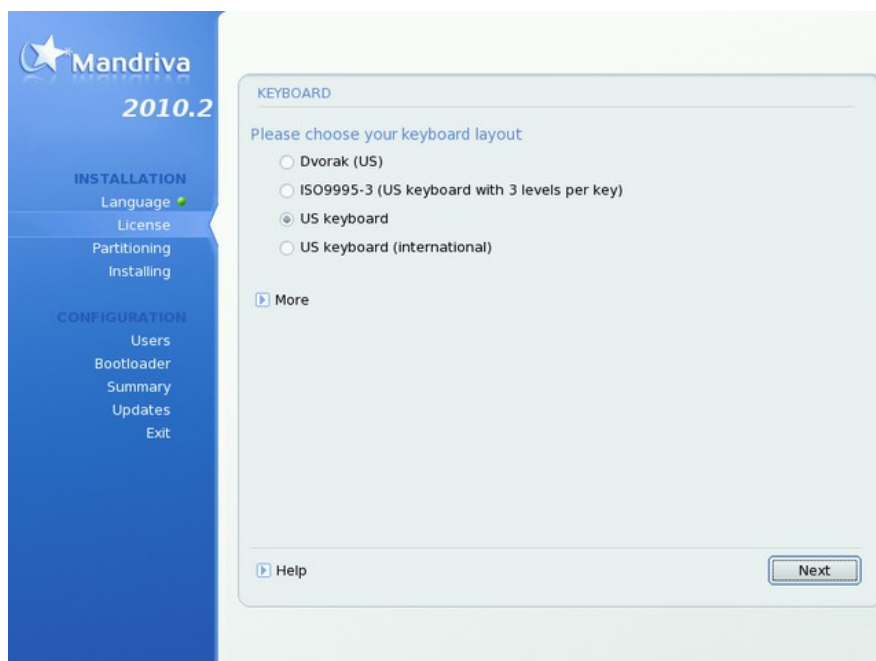 Mandriva
2010.2
INSTALLATION
Language
License
Partitioning
Installing
CONFIGURATION
Users
Bootloader
Summary
Updates
Exit
KEYBOARD
Please choose your keyboard layout
Dvorak (US)
ISO9995-3 (US keyboard with 3 levels per key)
US keyboard
US keyboard (international)
More
Help
Next